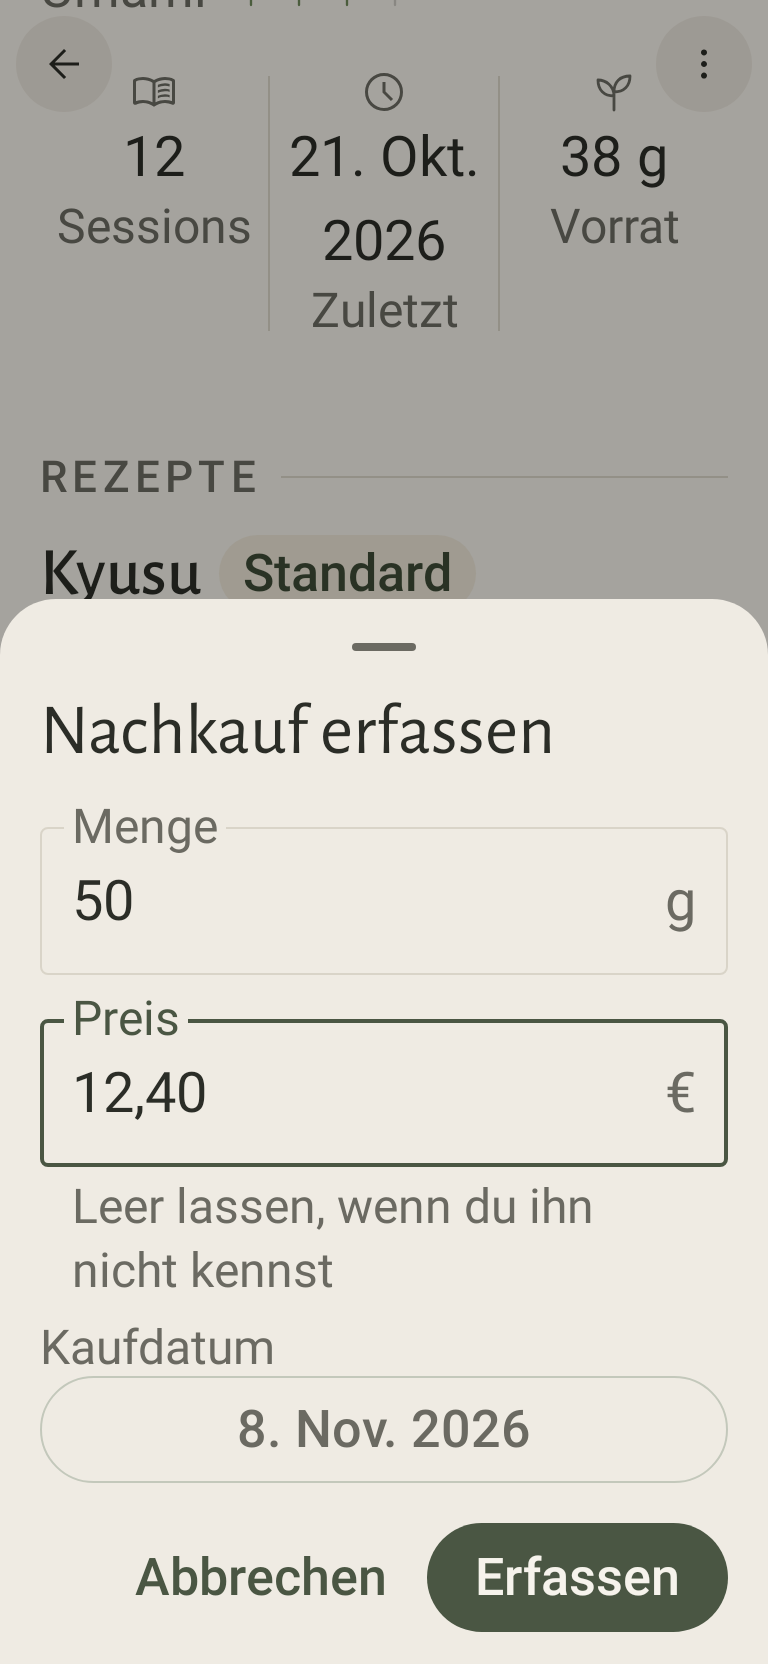 12
Sessions
21. Okt.
2026
Zuletzt
38 g
Vorrat
REZEPTE
Kyusu Standard
Nachkauf erfassen
Menge
50 g
Preis
12,40 €
Leer lassen, wenn du ihn
nicht kennst
Kaufdatum
8. Nov. 2026
Abbrechen Erfassen